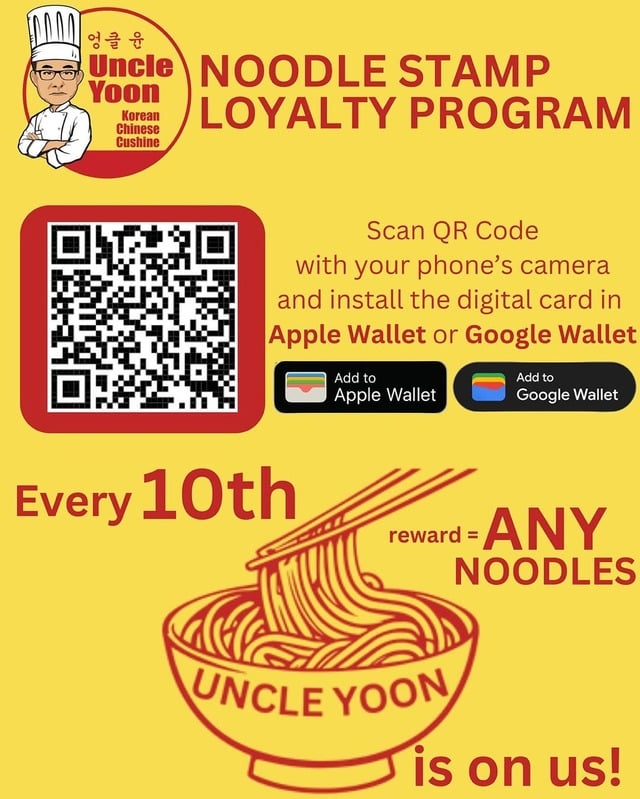 엉클 윤
Uncle
Yoon
Korean
Chinese
Cushine
NOODLE STAMP
LOYALTY PROGRAM
Scan QR Code
with your phone's camera
and install the digital card in
Apple Wallet or Google Wallet
Add to
Apple Wallet
Add to
Google Wallet
Every 10th
reward = ANY
NOODLES
UNCLE YOON
is on us!